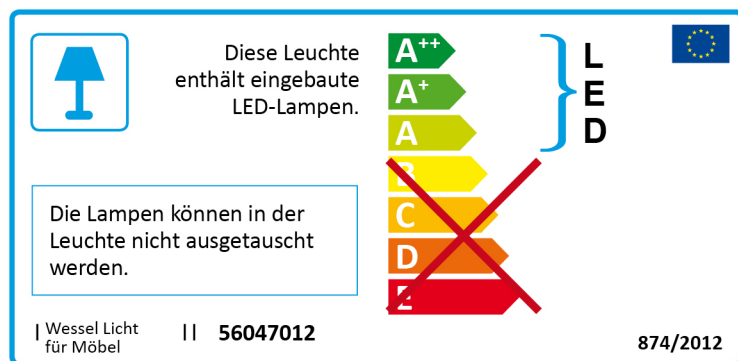 Diese Leuchte
enthält eingebaute
LED-Lampen.
A++
A+
A
B
C
D
E
L
E
D
Die Lampen können in der
Leuchte nicht ausgetauscht
werden.
I Wessel Licht
für Möbel
II 56047012
874/2012